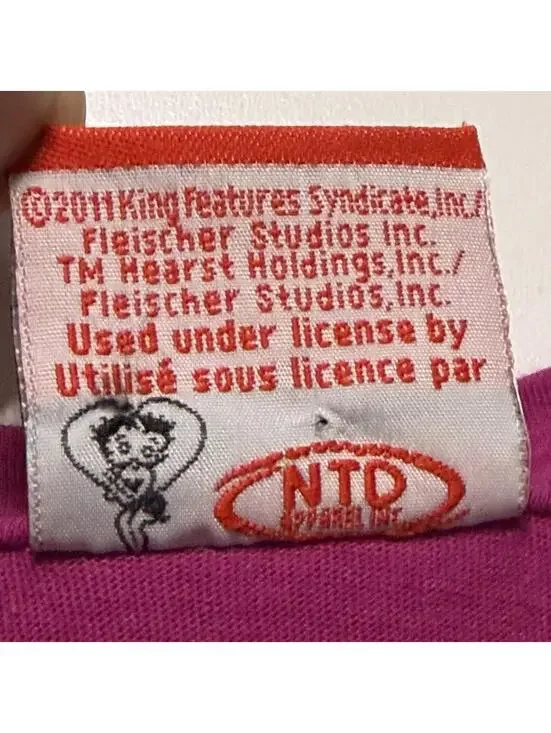 ©2011 King Features Syndicate, Inc./
Fleischer Studios Inc.
TM Hearst Holdings, Inc./
Fleischer Studios, Inc.
Used under license by
Utilisé sous licence par
NTD
APPAREL INC.